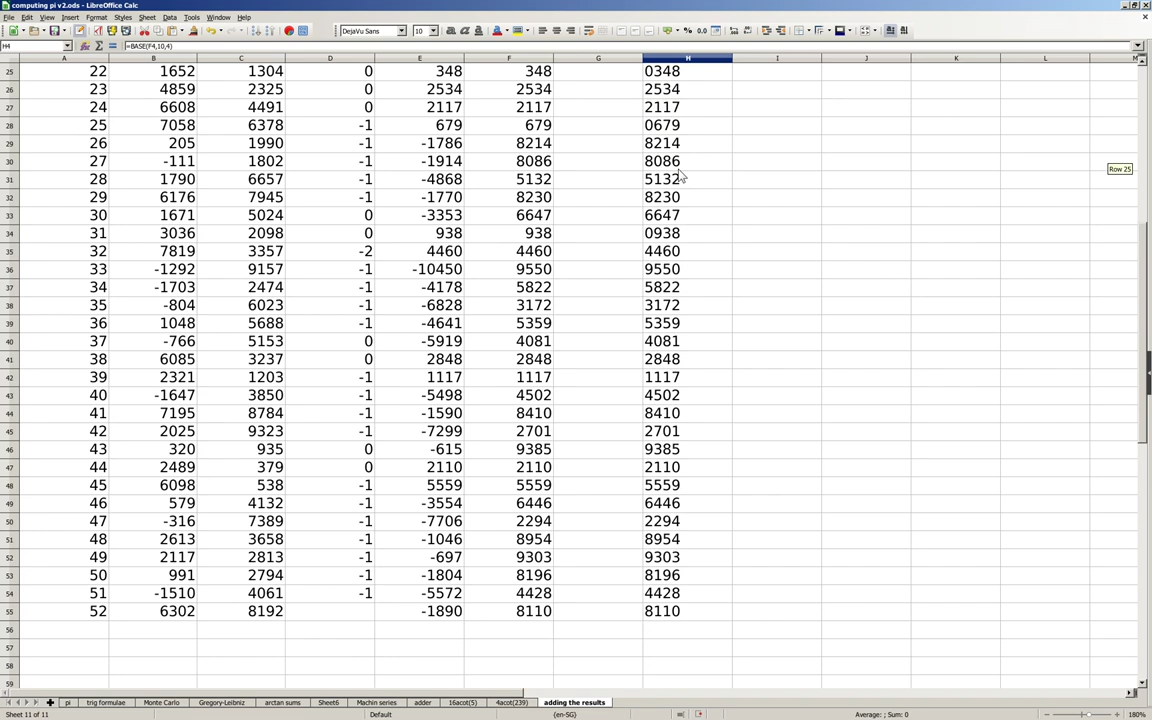 computing pi v2.ods - LibreOffice Calc
File Edit View Insert Format Styles Sheet Data Tools Window Help
DejaVu Sans 10
H4 =BASE(F4,10,4)
A B C D E F G H I J K L M
25 22 1652 1304 0 348 348 0348
26 23 4859 2325 0 2534 2534 2534
27 24 6608 4491 0 2117 2117 2117
28 25 7058 6378 -1 679 679 0679
29 26 205 1990 -1 -1786 8214 8214
30 27 -111 1802 -1 -1914 8086 8086
Row 25
31 28 1790 6657 -1 -4868 5132 5132
32 29 6176 7945 -1 -1770 8230 8230
33 30 1671 5024 0 -3353 6647 6647
34 31 3036 2098 0 938 938 0938
35 32 7819 3357 -2 4460 4460 4460
36 33 -1292 9157 -1 -10450 9550 9550
37 34 -1703 2474 -1 -4178 5822 5822
38 35 -804 6023 -1 -6828 3172 3172
39 36 1048 5688 -1 -4641 5359 5359
40 37 -766 5153 0 -5919 4081 4081
41 38 6085 3237 0 2848 2848 2848
42 39 2321 1203 -1 1117 1117 1117
43 40 -1647 3850 -1 -5498 4502 4502
44 41 7195 8784 -1 -1590 8410 8410
45 42 2025 9323 -1 -7299 2701 2701
46 43 320 935 0 -615 9385 9385
47 44 2489 379 0 2110 2110 2110
48 45 6098 538 -1 5559 5559 5559
49 46 579 4132 -1 -3554 6446 6446
50 47 -316 7389 -1 -7706 2294 2294
51 48 2613 3658 -1 -1046 8954 8954
52 49 2117 2813 -1 -697 9303 9303
53 50 991 2794 -1 -1804 8196 8196
54 51 -1510 4061 -1 -5572 4428 4428
55 52 6302 8192 -1890 8110 8110
56
57
58
59
pi trig formulae Monte Carlo Gregory-Leibniz arctan sums Sheet6 Machin series adder 16acot(5) 4acot(239) adding the results
Sheet 11 of 11 Default {en-SG} Average: ; Sum: 0 180%